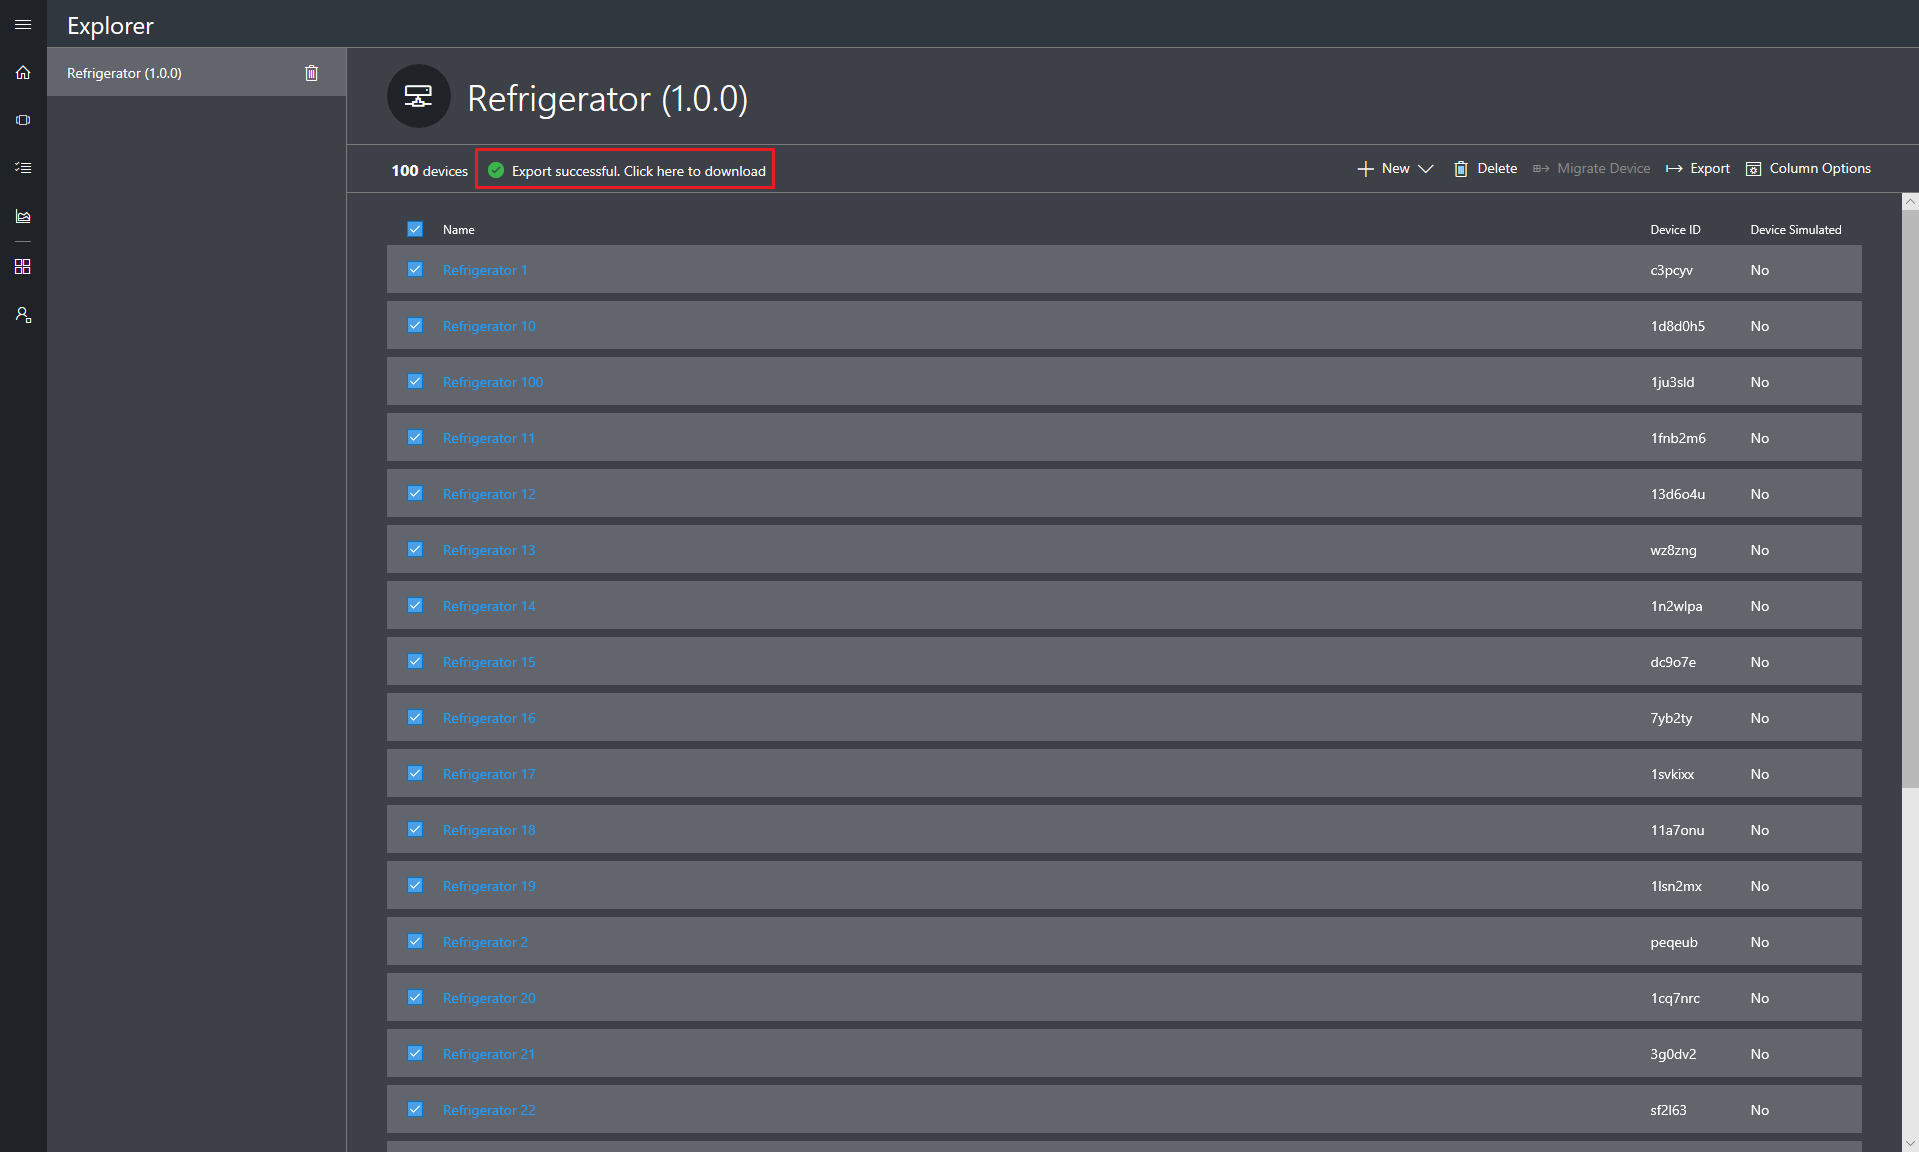 Explorer
Refrigerator (1.0.0)
Refrigerator (1.0.0)
100 devices Export successful. Click here to download New Delete Migrate Device Export Column Options
Name Device ID Device Simulated
Refrigerator 1 c3pcyv No
Refrigerator 10 1d8d0h5 No
Refrigerator 100 1ju3sld No
Refrigerator 11 1fnb2m6 No
Refrigerator 12 13d6o4u No
Refrigerator 13 wz8zng No
Refrigerator 14 1n2wlpa No
Refrigerator 15 dc9o7e No
Refrigerator 16 7yb2ty No
Refrigerator 17 1svkixx No
Refrigerator 18 11a7onu No
Refrigerator 19 1lsn2mx No
Refrigerator 2 peqeub No
Refrigerator 20 1cq7nrc No
Refrigerator 21 3g0dv2 No
Refrigerator 22 sf2l63 No